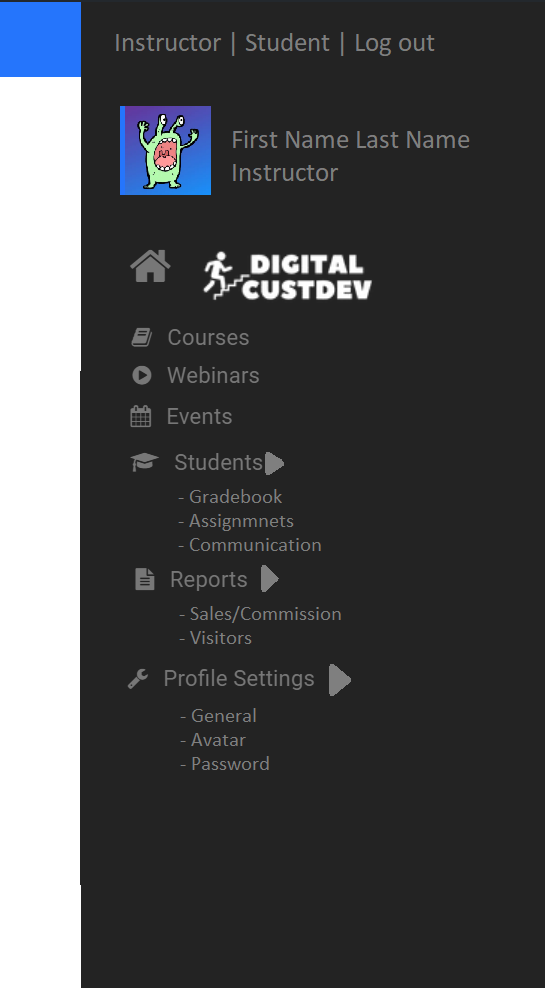 Instructor | Student | Log out
First Name Last Name
Instructor
DIGITAL
CUSTDEV
Courses
Webinars
Events
Students
- Gradebook
- Assignmnets
- Communication
Reports
- Sales/Commission
- Visitors
Profile Settings
- General
- Avatar
- Password